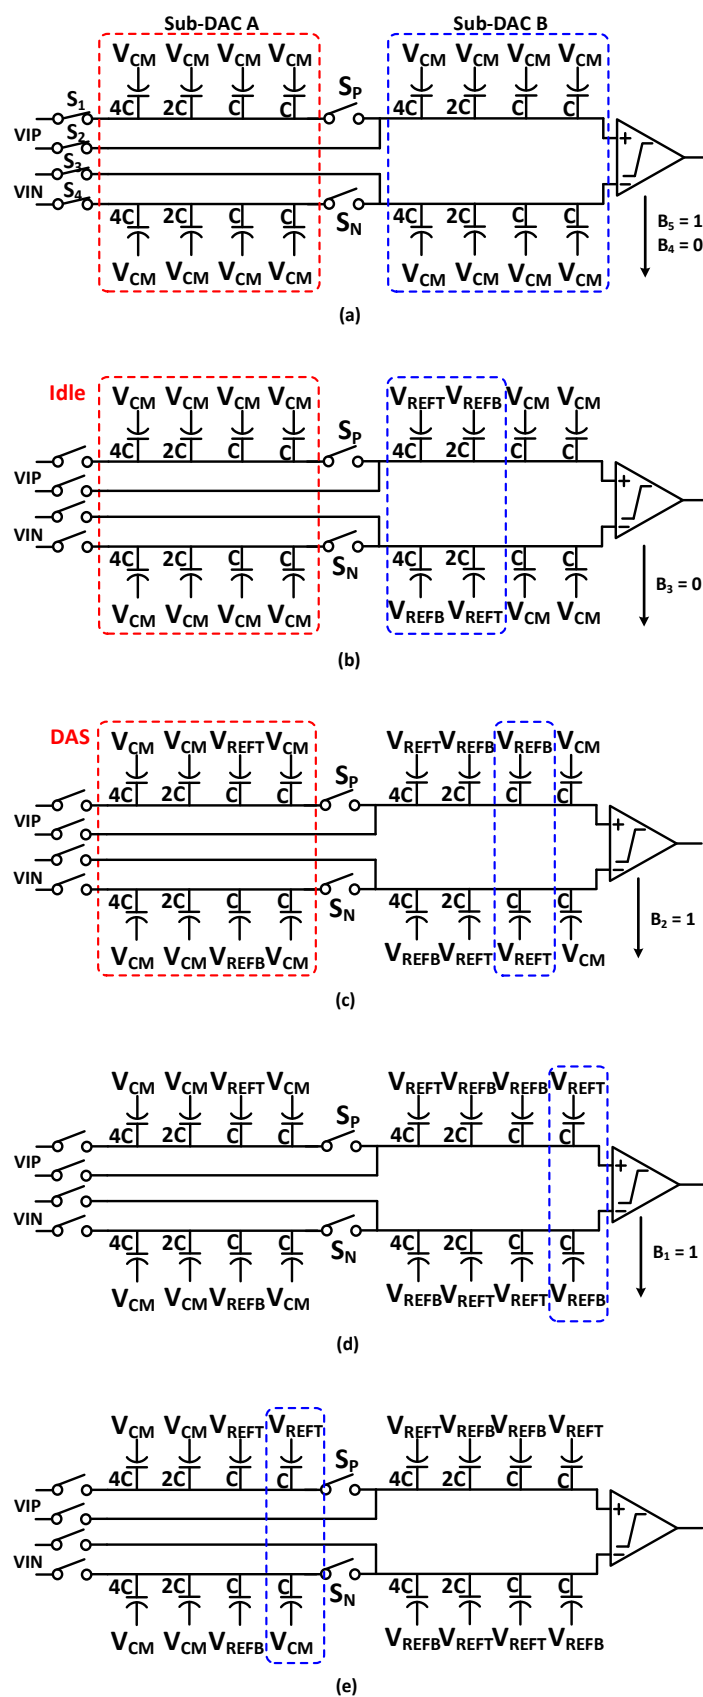 Sub-DAC A Sub-DAC B
VCM VCM VCM VCM VCM VCM VCM VCM
S1 4C 2C C C SP 4C 2C C C
VIP S2 +
S3
VIN S4 −
4C 2C C C SN 4C 2C C C
B5 = 1
B4 = 0
VCM VCM VCM VCM VCM VCM VCM VCM
(a)
Idle
VCM VCM VCM VCM VREFT VREFB VCM VCM
4C 2C C C SP 4C 2C C C
VIP +
VIN −
4C 2C C C SN 4C 2C C C
B3 = 0
VCM VCM VCM VCM VREFB VREFT VCM VCM
(b)
DAS
VCM VCM VREFT VCM VREFT VREFB VREFB VCM
4C 2C C C SP 4C 2C C C
VIP +
VIN −
4C 2C C C SN 4C 2C C C
B2 = 1
VCM VCM VREFB VCM VREFB VREFT VREFT VCM
(c)
VCM VCM VREFT VCM VREFT VREFB VREFB VREFT
4C 2C C C SP 4C 2C C C
VIP +
VIN −
4C 2C C C SN 4C 2C C C
B1 = 1
VCM VCM VREFB VCM VREFB VREFT VREFT VREFB
(d)
VCM VCM VREFT VREFT VREFT VREFB VREFB VREFT
4C 2C C C SP 4C 2C C C
VIP +
VIN −
4C 2C C C SN 4C 2C C C
VCM VCM VREFB VCM VREFB VREFT VREFT VREFB
(e)